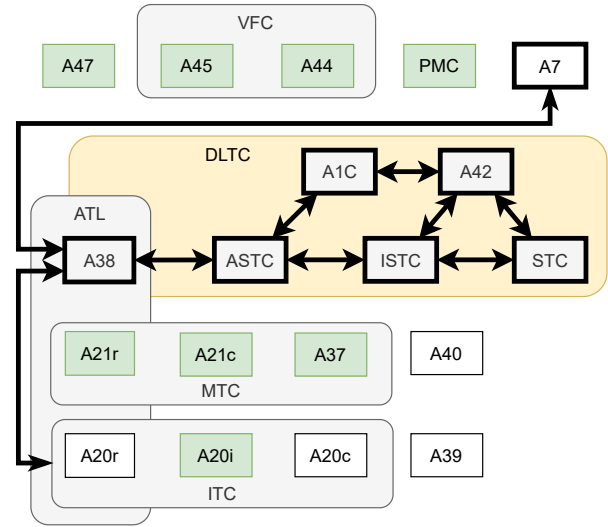 VFC
A47
A45
A44
PMC
A7
DLTC
A1C
A42
ATL
A38
ASTC
ISTC
STC
A21r
A21c
A37
A40
MTC
A20r
A20i
A20c
A39
ITC